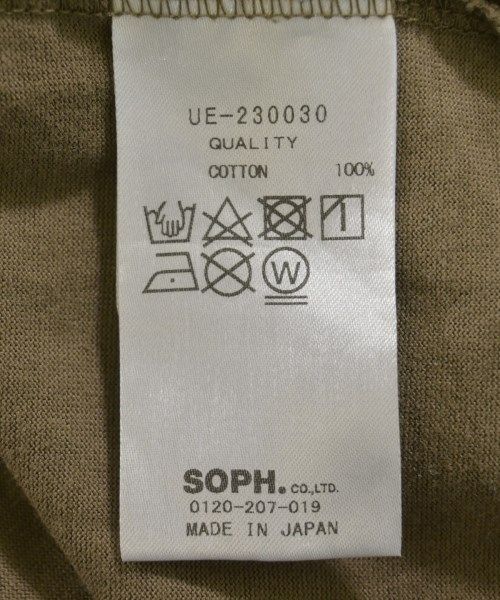 UE-230030
QUALITY
COTTON 100%
W
SOPH. CO.,LTD.
0120-207-019
MADE IN JAPAN